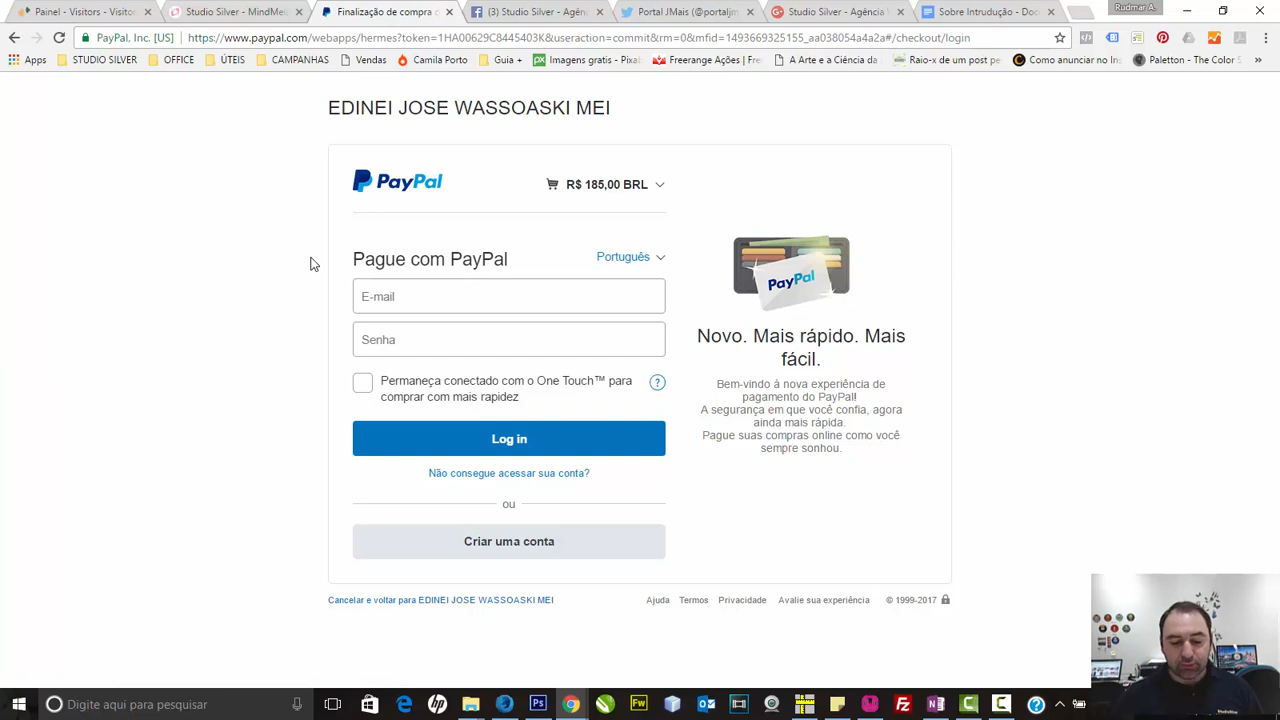 Painel - Visitors - Visito
Studio Silver - MindMei
Finalização de compra d
(3) Studio Silver - Agên
Portal JMais (@portaljm
Studio Silver - Agência V
Sobre Intrudução - Doc
Rudmar A.
PayPal, Inc. [US]
https://www.paypal.com/webapps/hermes?token=1HA00629C8445403K&useraction=commit&rm=0&mfid=1493669325155_aa038054a4a2a#/checkout/login
Apps
STUDIO SILVER
OFFICE
ÚTEIS
CAMPANHAS
Vendas
Camila Porto
Guia +
Imagens gratis - Pixab
Freerange Ações | Free
A Arte e a Ciência da
Raio-x de um post pe
Como anunciar no In
Paletton - The Color S
»
EDINEI JOSE WASSOASKI MEI
PayPal
R$ 185,00 BRL
Pague com PayPal
Português
E-mail
Senha
Permaneça conectado com o One Touch™ para
comprar com mais rapidez
?
Log in
Não consegue acessar sua conta?
ou
Criar uma conta
PayPal
Novo. Mais rápido. Mais
fácil.
Bem-vindo à nova experiência de
pagamento do PayPal!
A segurança em que você confia, agora
ainda mais rápida.
Pague suas compras online como você
sempre sonhou.
Cancelar e voltar para EDINEI JOSE WASSOASKI MEI
Ajuda
Termos
Privacidade
Avalie sua experiência
© 1999-2017
Digite aqui para pesquisar